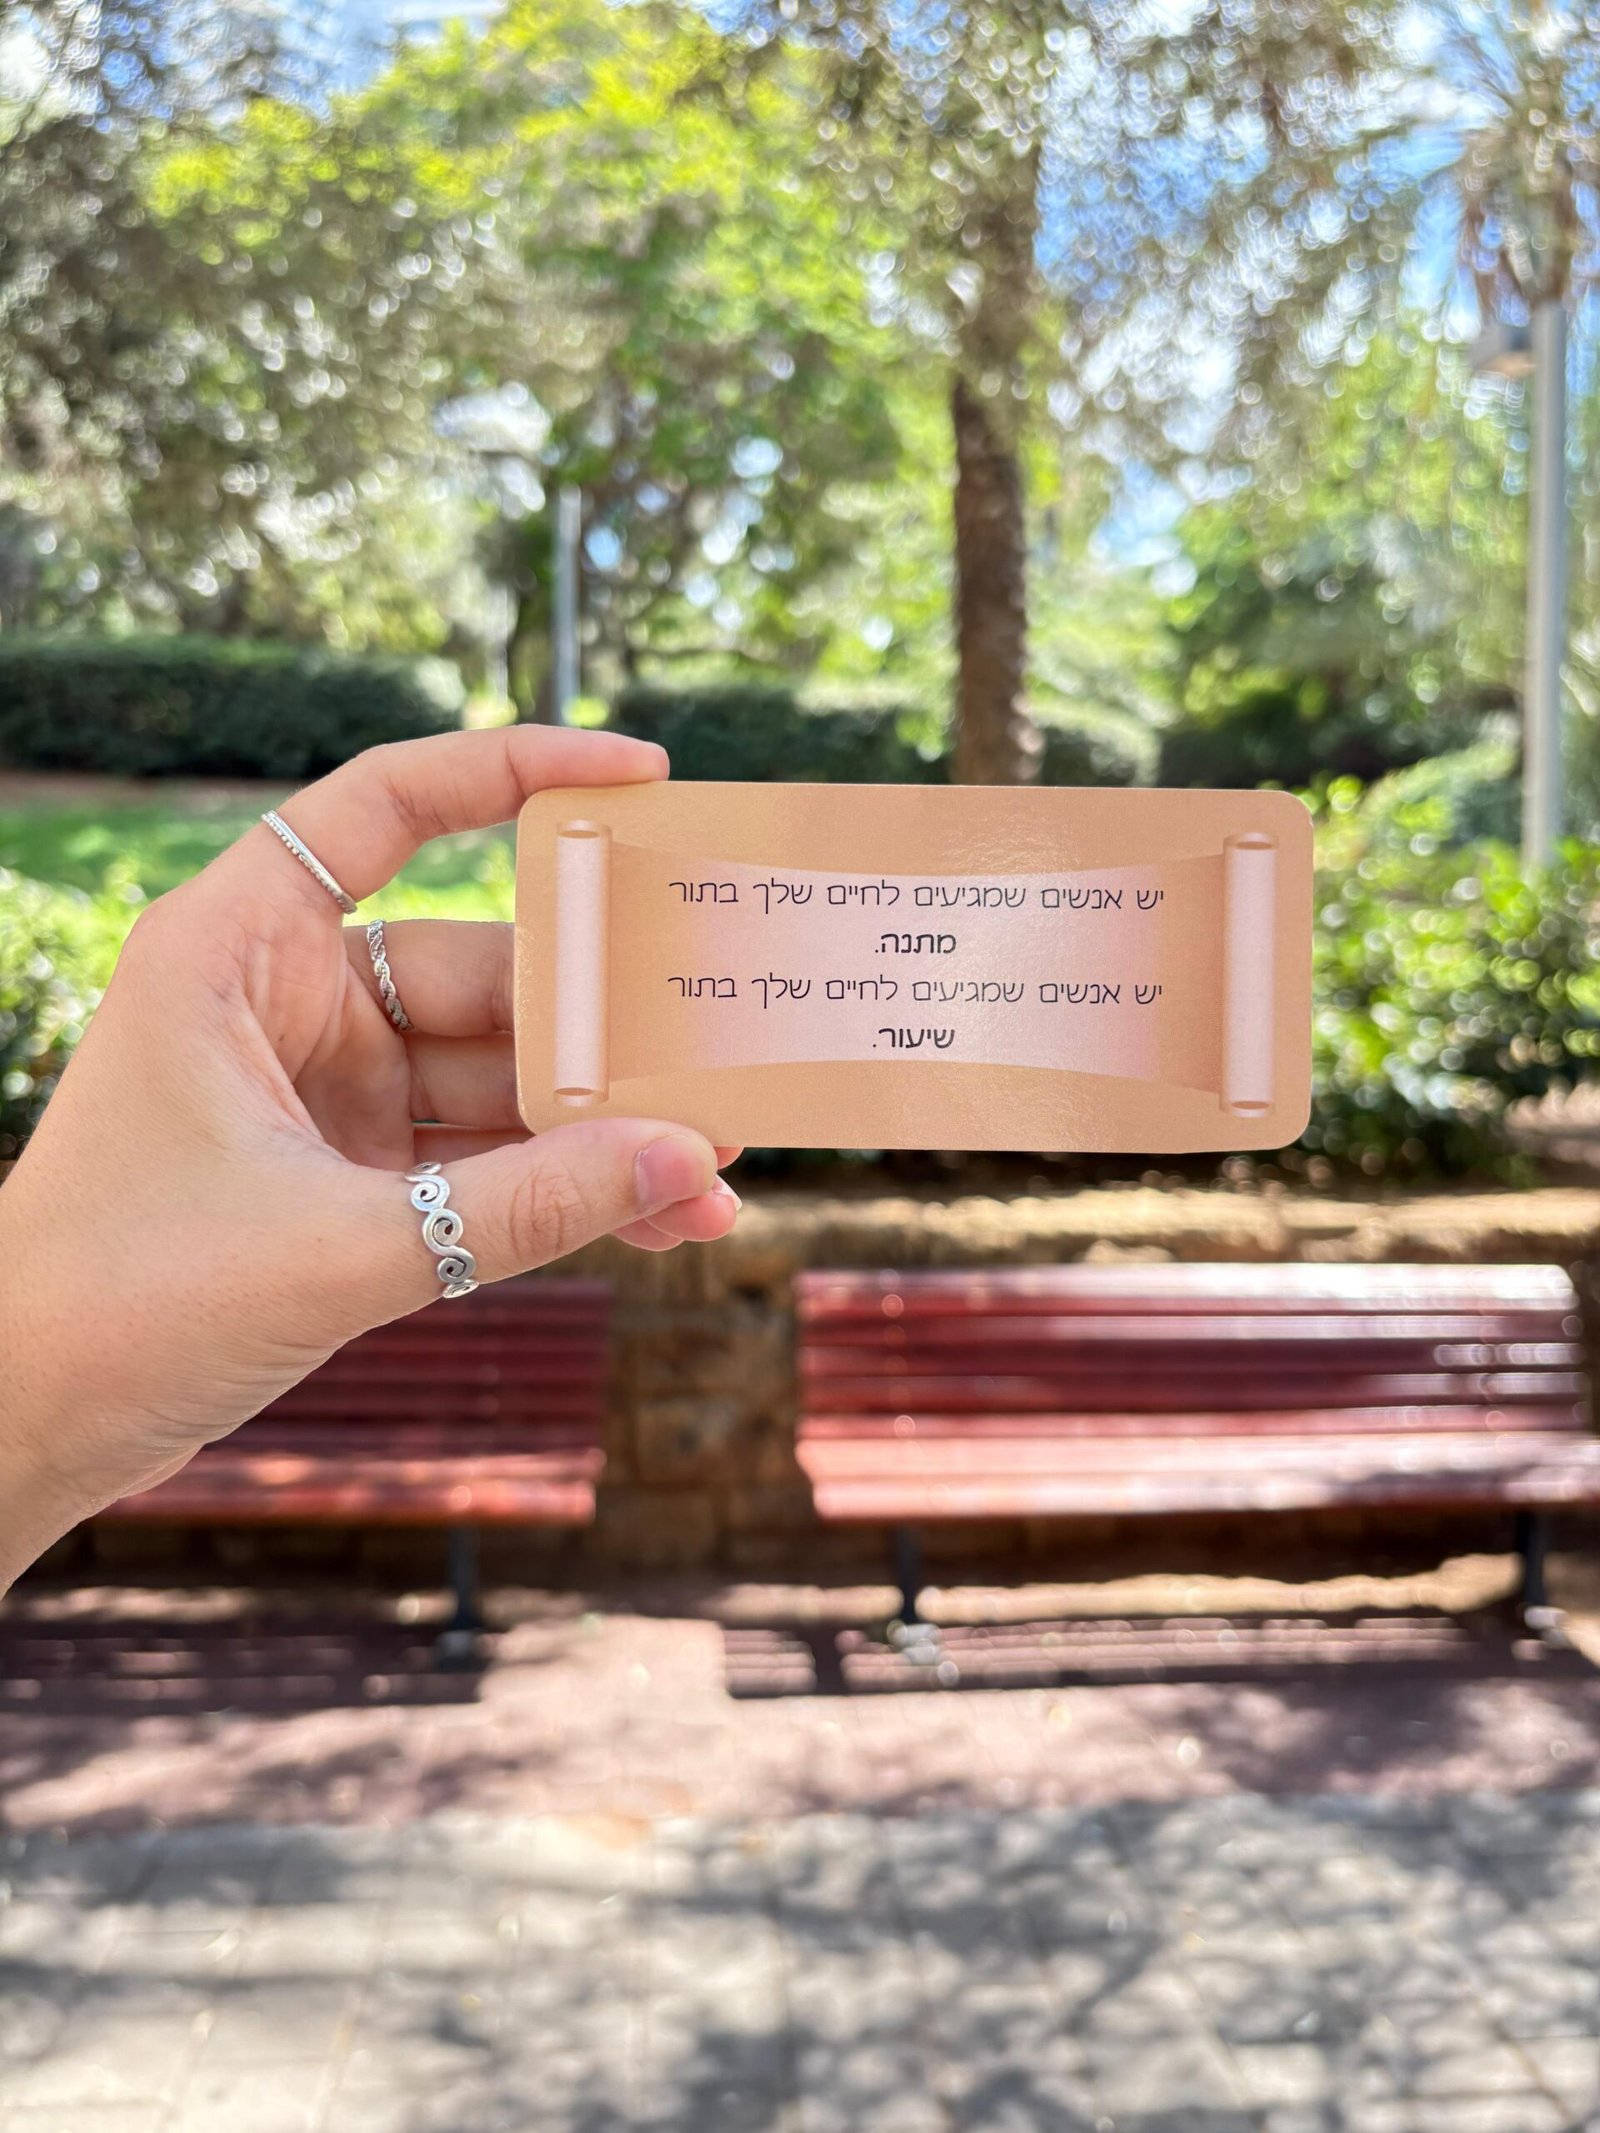 יש אנשים שמגיעים לחיים שלך בתור
מתנה.
יש אנשים שמגיעים לחיים שלך בתור
שיעור.